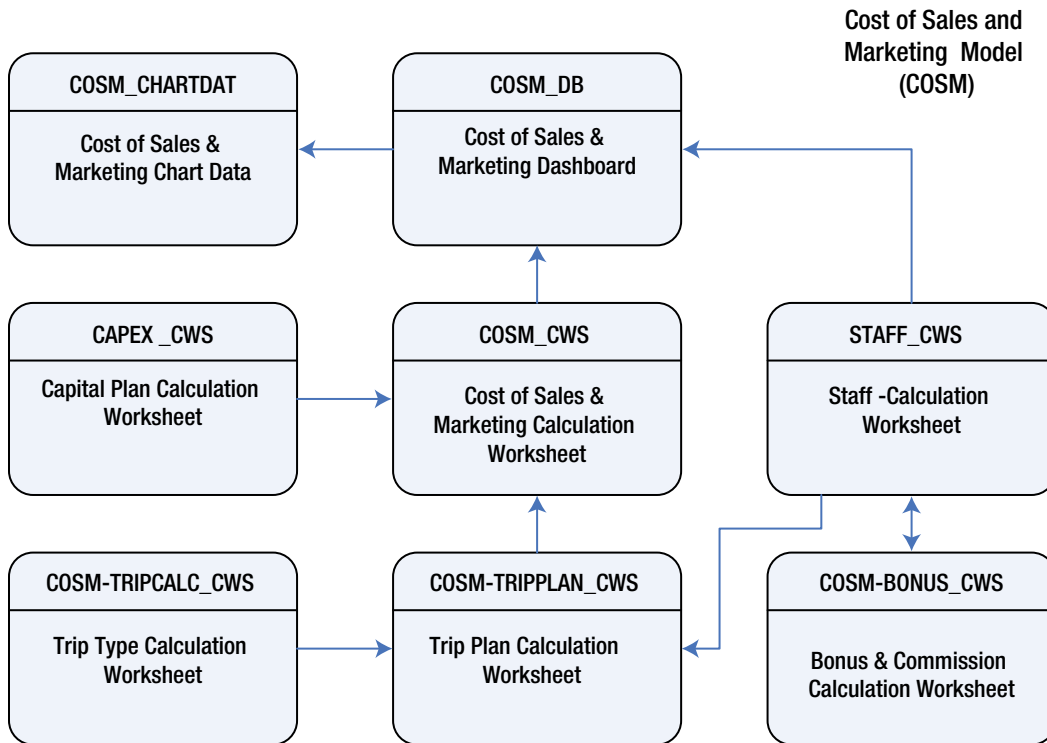 Cost of Sales and
Marketing Model
(COSM)
COSM_CHARTDAT
Cost of Sales &
Marketing Chart Data
COSM_DB
Cost of Sales &
Marketing Dashboard
CAPEX _CWS
Capital Plan Calculation
Worksheet
COSM_CWS
Cost of Sales &
Marketing Calculation
Worksheet
STAFF_CWS
Staff -Calculation
Worksheet
COSM-TRIPCALC_CWS
Trip Type Calculation
Worksheet
COSM-TRIPPLAN_CWS
Trip Plan Calculation
Worksheet
COSM-BONUS_CWS
Bonus & Commission
Calculation Worksheet